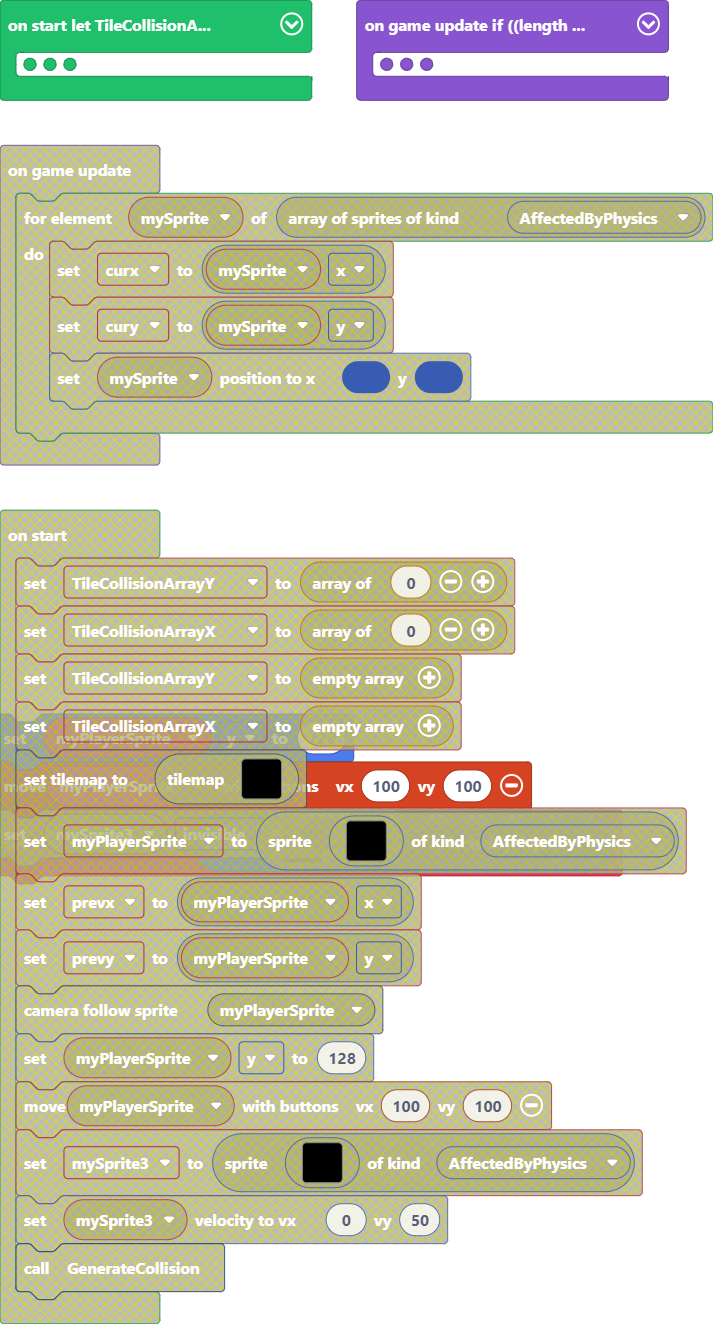 on start let TileCollisionA...
on game update if ((length ...
on game update
for element mySprite of array of sprites of kind AffectedByPhysics
do
set curx to mySprite x
set cury to mySprite y
set mySprite position to x y
on start
set TileCollisionArrayY to array of 0
set TileCollisionArrayX to array of 0
set TileCollisionArrayY to empty array
set TileCollisionArrayX to empty array
set myPlayerSprite y to
set tilemap to tilemap
move myPlayerSpr ns vx 100 vy 100
set mySprite3 invisible
set myPlayerSprite to sprite of kind AffectedByPhysics
set prevx to myPlayerSprite x
set prevy to myPlayerSprite y
camera follow sprite myPlayerSprite
set myPlayerSprite y to 128
move myPlayerSprite with buttons vx 100 vy 100
set mySprite3 to sprite of kind AffectedByPhysics
set mySprite3 velocity to vx 0 vy 50
call GenerateCollision